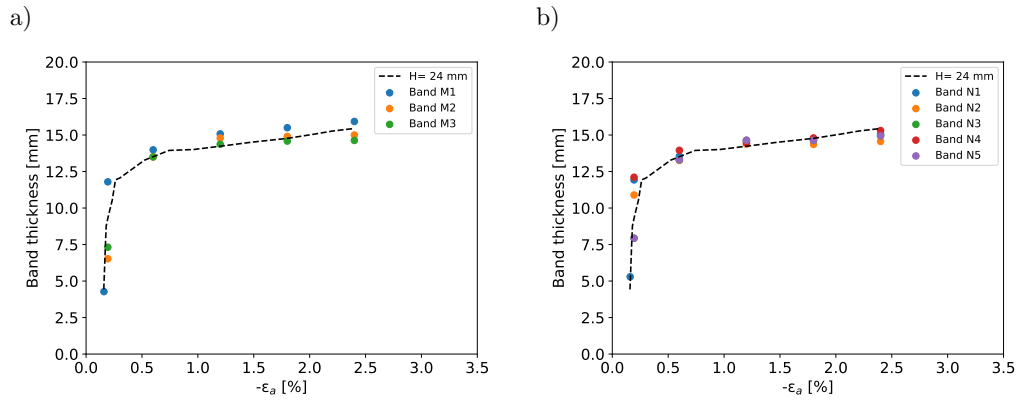 a)
20.0
17.5
15.0
12.5
10.0
7.5
5.0
2.5
0.0
Band thickness [mm]
0.0 0.5 1.0 1.5 2.0 2.5 3.0 3.5
-εₐ [%]
H= 24 mm
Band M1
Band M2
Band M3
b)
20.0
17.5
15.0
12.5
10.0
7.5
5.0
2.5
0.0
Band thickness [mm]
0.0 0.5 1.0 1.5 2.0 2.5 3.0 3.5
-εₐ [%]
H= 24 mm
Band N1
Band N2
Band N3
Band N4
Band N5